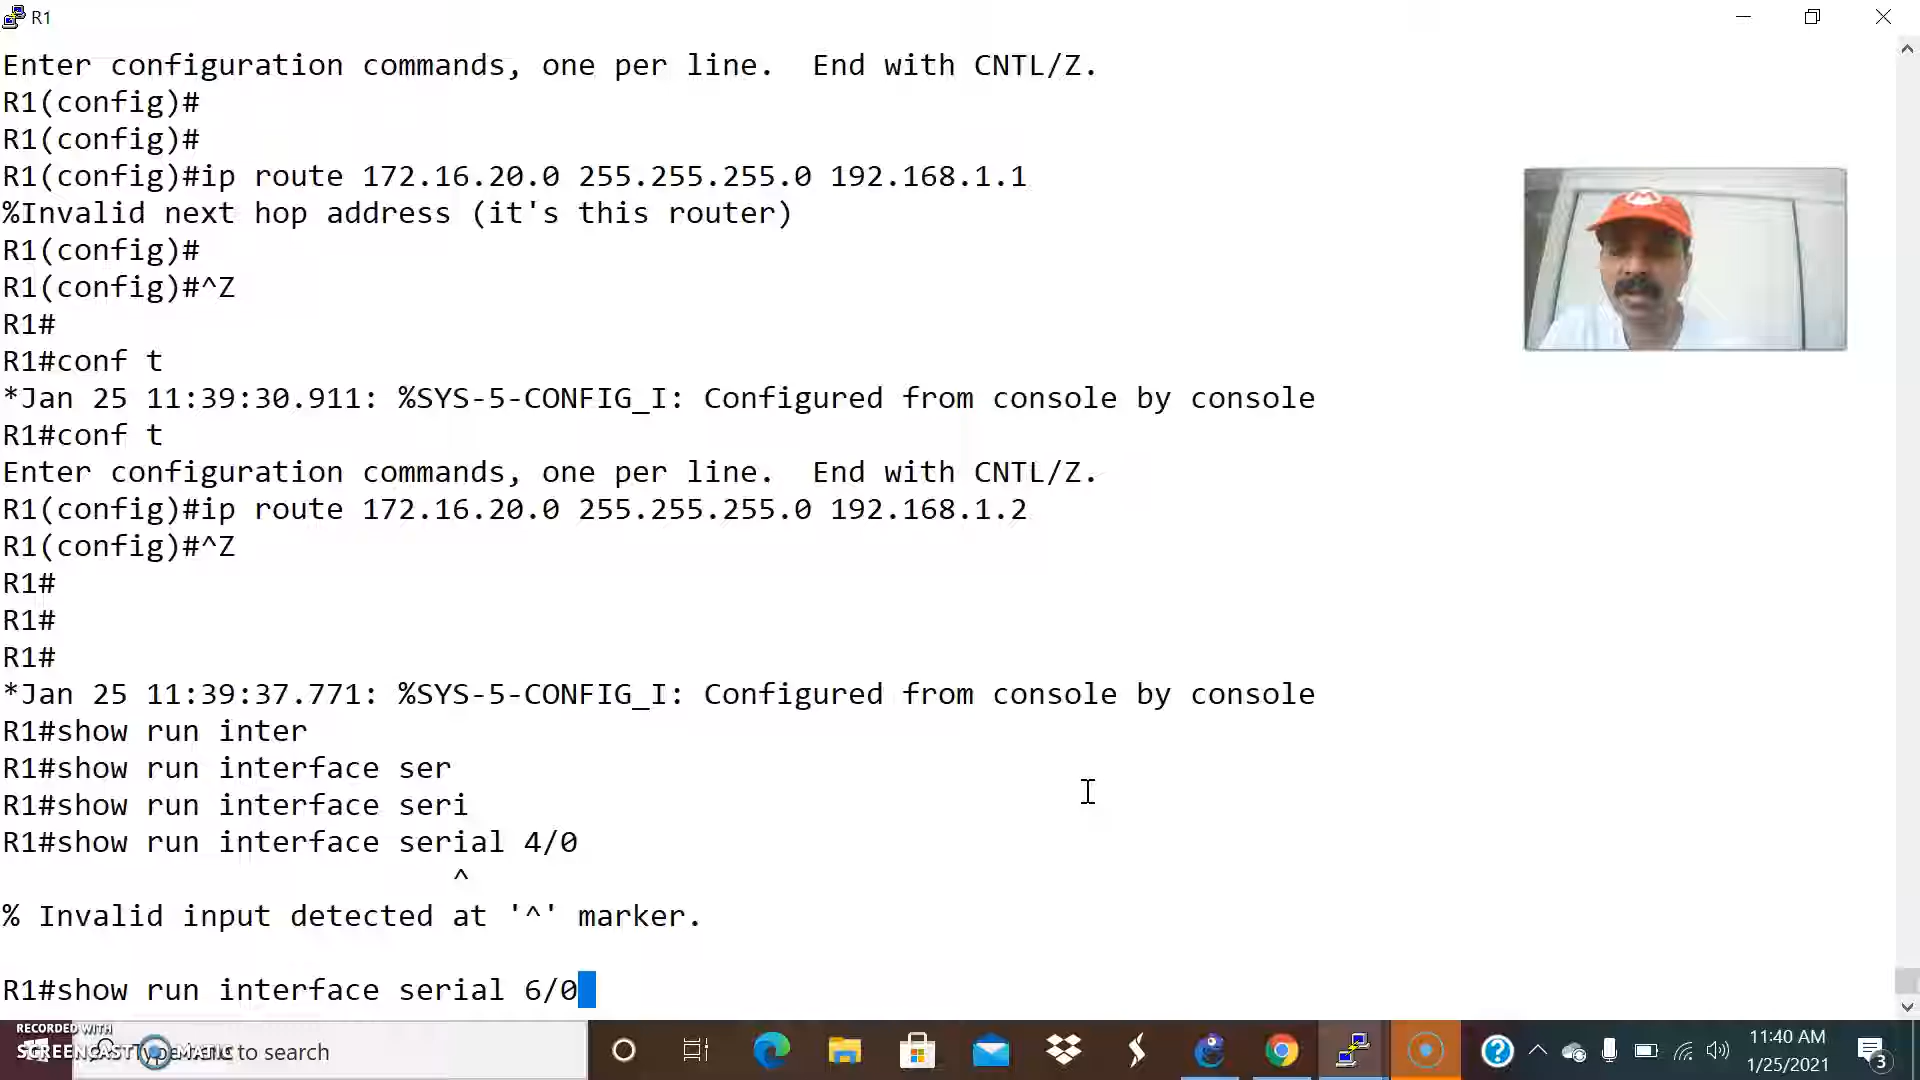 R1
Enter configuration commands, one per line.  End with CNTL/Z.
R1(config)#
R1(config)#
R1(config)#ip route 172.16.20.0 255.255.255.0 192.168.1.1
%Invalid next hop address (it's this router)
R1(config)#
R1(config)#^Z
R1#
R1#conf t
*Jan 25 11:39:30.911: %SYS-5-CONFIG_I: Configured from console by console
R1#conf t
Enter configuration commands, one per line.  End with CNTL/Z.
R1(config)#ip route 172.16.20.0 255.255.255.0 192.168.1.2
R1(config)#^Z
R1#
R1#
R1#
*Jan 25 11:39:37.771: %SYS-5-CONFIG_I: Configured from console by console
R1#show run inter
R1#show run interface ser
R1#show run interface seri
R1#show run interface serial 4/0
^
% Invalid input detected at '^' marker.
R1#show run interface serial 6/0
RECORDED WITH
SCREENCAST MATIC
Type here to search
11:40 AM
1/25/2021
3